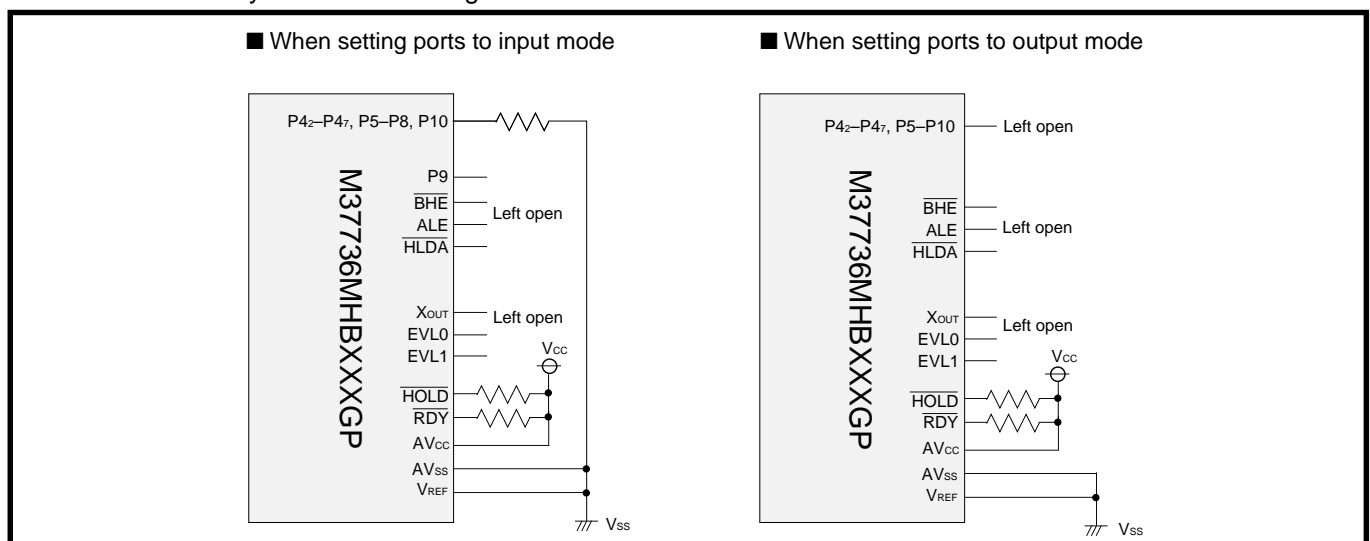 ■ When setting ports to input mode
P42–P47, P5–P8, P10
P9
BHE
ALE
HLDA
Left open
XOUT
EVL0
EVL1
Left open
VCC
HOLD
RDY
AVCC
AVSS
VREF
VSS
M37736MHBXXXGP
■ When setting ports to output mode
P42–P47, P5–P10
Left open
BHE
ALE
HLDA
Left open
XOUT
EVL0
EVL1
Left open
VCC
HOLD
RDY
AVCC
AVSS
VREF
VSS
M37736MHBXXXGP